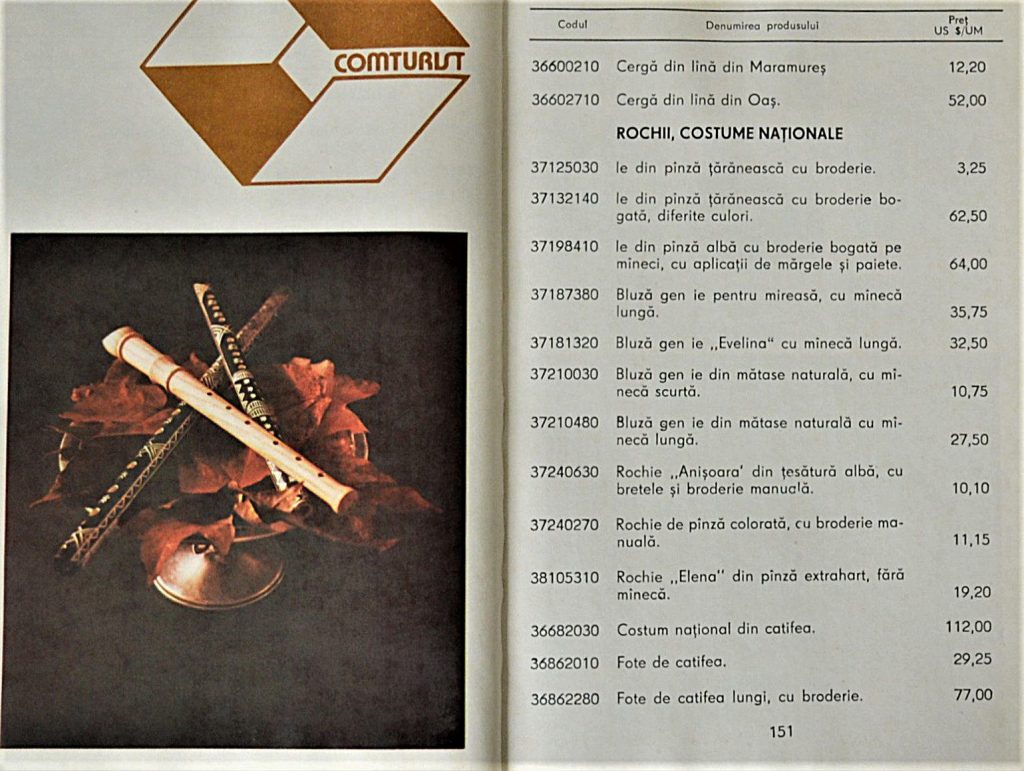 COMTURIST
Codul Denumirea produsului Preț
US $/UM
36600210 Cergă din lînă din Maramureș 12,20
36602710 Cergă din lînă din Oaș. 52,00
ROCHII, COSTUME NAȚIONALE
37125030 Ie din pînză țărănească cu broderie. 3,25
37132140 Ie din pînză țărănească cu broderie bo-
gată, diferite culori. 62,50
37198410 Ie din pînză albă cu broderie bogată pe
mineci, cu aplicații de mărgele și paiete. 64,00
37187380 Bluză gen ie pentru mireasă, cu mînecă
lungă. 35,75
37181320 Bluză gen ie „Evelina“ cu mînecă lungă. 32,50
37210030 Bluză gen ie din mătase naturală, cu mî-
necă scurtă. 10,75
37210480 Bluză gen ie din mătase naturală cu mî-
necă lungă. 27,50
37240630 Rochie „Anișoara' din țesătură albă, cu
bretele și broderie manuală. 10,10
37240270 Rochie de pînză colorată, cu broderie ma-
nuală. 11,15
38105310 Rochie „Elena“ din pînză extrahart, fără
mînecă. 19,20
36682030 Costum național din catifea. 112,00
36862010 Fote de catifea. 29,25
36862280 Fote de catifea lungi, cu broderie. 77,00
151